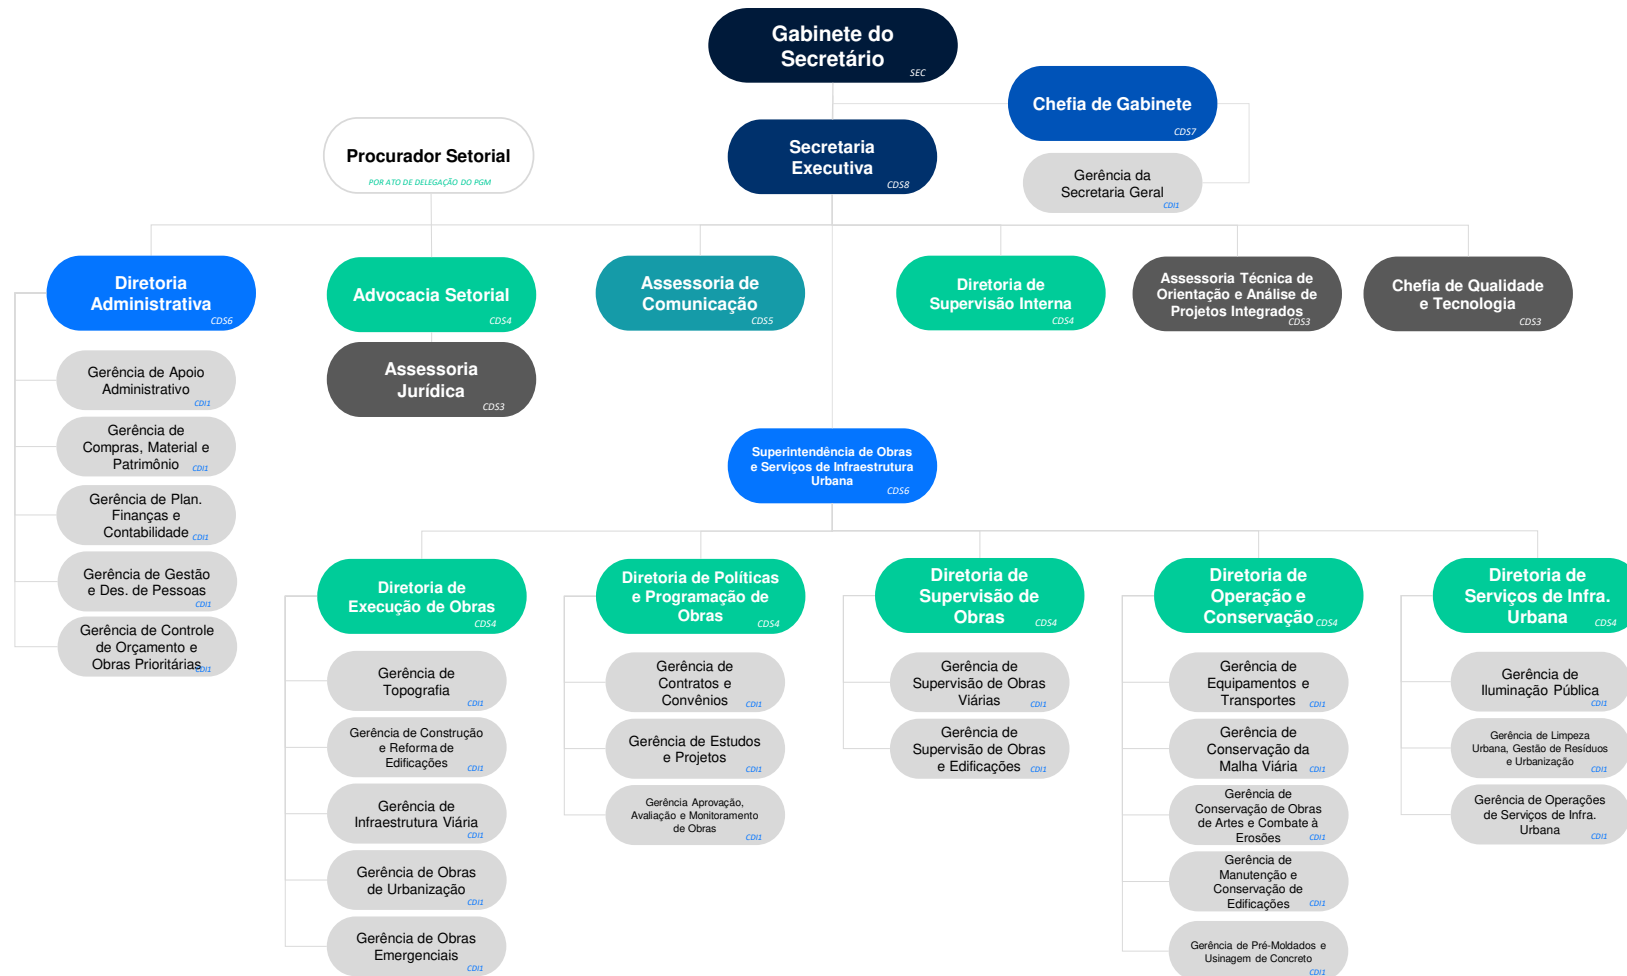 Gabinete do
Secretário
SEC
Chefia de Gabinete
CDS7
Procurador Setorial
POR ATO DE DELEGAÇÃO DO PGM
Secretaria
Executiva
CDS8
Gerência da
Secretaria Geral
CDI1
Diretoria
Administrativa
CDS6
Advocacia Setorial
CDS4
Assessoria de
Comunicação
CDS5
Diretoria de
Supervisão Interna
CDS4
Assessoria Técnica de
Orientação e Análise de
Projetos Integrados
CDS3
Chefia de Qualidade
e Tecnologia
CDS3
Assessoria
Jurídica
CDS3
Gerência de Apoio
Administrativo
CDI1
Gerência de
Compras, Material e
Patrimônio
CDI1
Gerência de Plan.
Finanças e
Contabilidade
CDI1
Gerência de Gestão
e Des. de Pessoas
CDI1
Gerência de Controle
de Orçamento e
Obras Prioritárias
CDI1
Superintendência de Obras
e Serviços de Infraestrutura
Urbana
CDS6
Diretoria de
Execução de Obras
CDS4
Gerência de
Topografia
CDI1
Gerência de Construção
e Reforma de
Edificações
CDI1
Gerência de
Infraestrutura Viária
CDI1
Gerência de Obras
de Urbanização
CDI1
Gerência de Obras
Emergenciais
CDI1
Diretoria de Políticas
e Programação de
Obras
CDS4
Gerência de
Contratos e
Convênios
CDI1
Gerência de Estudos
e Projetos
CDI1
Gerência Aprovação,
Avaliação e Monitoramento
de Obras
CDI1
Diretoria de
Supervisão de
Obras
CDS4
Gerência de
Supervisão de Obras
Viárias
CDI1
Gerência de
Supervisão de Obras
e Edificações
CDI1
Diretoria de
Operação e
Conservação
CDS4
Gerência de
Equipamentos e
Transportes
CDI1
Gerência de
Conservação da
Malha Viária
CDI1
Gerência de
Conservação de Obras
de Artes e Combate à
Erosões
CDI1
Gerência de
Manutenção e
Conservação de
Edificações
CDI1
Gerência de Pré-Moldados e
Usinagem de Concreto
CDI1
Diretoria de
Serviços de Infra.
Urbana
CDS4
Gerência de
Iluminação Pública
CDI1
Gerência de Limpeza
Urbana, Gestão de Resíduos
e Urbanização
CDI1
Gerência de Operações
de Serviços de Infra.
Urbana
CDI1